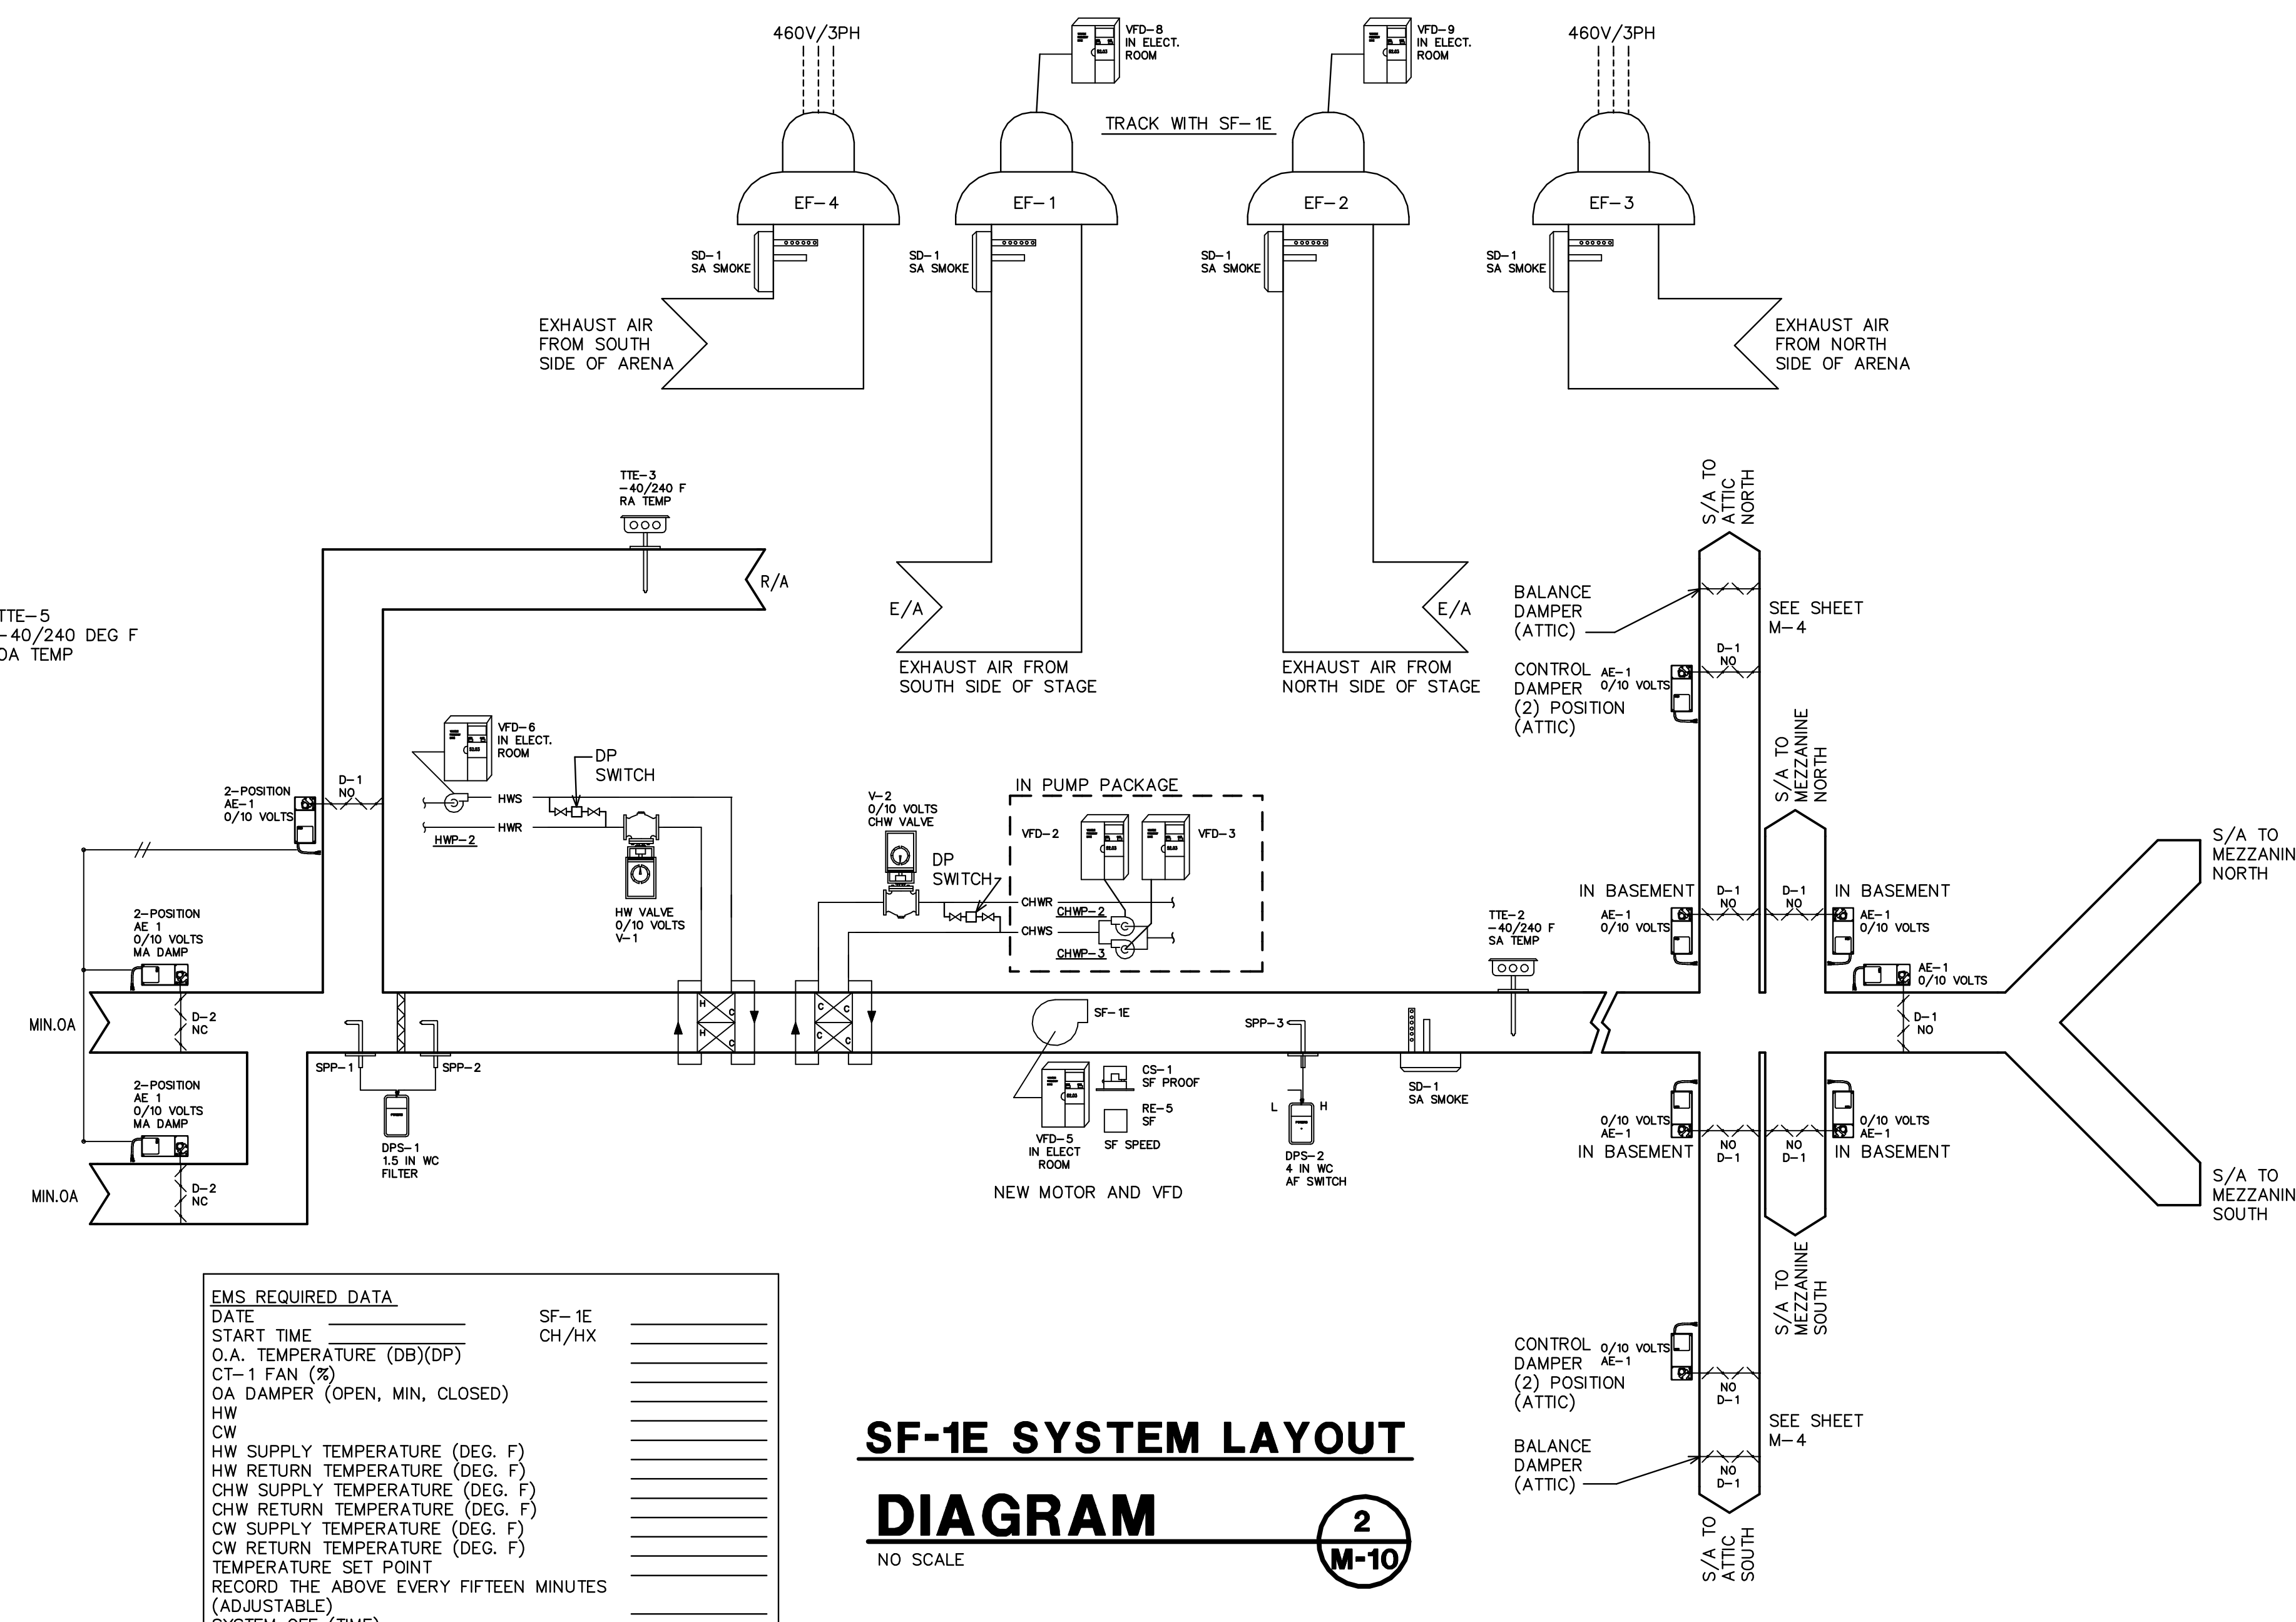 460V/3PH
VFD-8
IN ELECT.
ROOM
VFD-9
IN ELECT.
ROOM
460V/3PH
TRACK WITH SF-1E
EF-4
EF-1
EF-2
EF-3
SD-1
SA SMOKE
SD-1
SA SMOKE
SD-1
SA SMOKE
SD-1
SA SMOKE
EXHAUST AIR
FROM SOUTH
SIDE OF ARENA
EXHAUST AIR
FROM NORTH
SIDE OF ARENA
TTE-3
-40/240 F
RA TEMP
R/A
E/A
E/A
EXHAUST AIR FROM
SOUTH SIDE OF STAGE
EXHAUST AIR FROM
NORTH SIDE OF STAGE
TTE-5
-40/240 DEG F
OA TEMP
S/A TO
ATTIC
NORTH
BALANCE
DAMPER
(ATTIC)
SEE SHEET
M-4
D-1
NO
CONTROL
DAMPER
(2) POSITION
(ATTIC)
AE-1
0/10 VOLTS
S/A TO
MEZZANINE
NORTH
VFD-6
IN ELECT.
ROOM
DP
SWITCH
2-POSITION
AE-1
0/10 VOLTS
D-1
NO
HWS
HWR
HWP-2
HW VALVE
0/10 VOLTS
V-1
V-2
0/10 VOLTS
CHW VALVE
DP
SWITCH
IN PUMP PACKAGE
VFD-2
VFD-3
CHWR
CHWP-2
CHWS
CHWP-3
TTE-2
-40/240 F
SA TEMP
IN BASEMENT
AE-1
0/10 VOLTS
D-1
NO
D-1
NO
IN BASEMENT
AE-1
0/10 VOLTS
AE-1
0/10 VOLTS
D-1
NO
S/A TO
MEZZANIN
NORTH
2-POSITION
AE 1
0/10 VOLTS
MA DAMP
MIN.OA
D-2
NC
H
C
H
C
C
C
C
C
SF-1E
SPP-1
SPP-2
SPP-3
DPS-1
1.5 IN WC
FILTER
2-POSITION
AE 1
0/10 VOLTS
MA DAMP
MIN.OA
D-2
NC
CS-1
SF PROOF
RE-5
SF
SF SPEED
VFD-5
IN ELECT
ROOM
NEW MOTOR AND VFD
L
H
DPS-2
4 IN WC
AF SWITCH
SD-1
SA SMOKE
0/10 VOLTS
AE-1
IN BASEMENT
NO
D-1
NO
D-1
0/10 VOLTS
AE-1
IN BASEMENT
S/A TO
MEZZANIN
SOUTH
S/A TO
MEZZANINE
SOUTH
CONTROL
DAMPER
(2) POSITION
(ATTIC)
0/10 VOLTS
AE-1
NO
D-1
SEE SHEET
M-4
BALANCE
DAMPER
(ATTIC)
NO
D-1
S/A TO
ATTIC
SOUTH
EMS REQUIRED DATA
DATE
SF-1E
START TIME
CH/HX
O.A. TEMPERATURE (DB)(DP)
CT-1 FAN (%)
OA DAMPER (OPEN, MIN, CLOSED)
HW
CW
HW SUPPLY TEMPERATURE (DEG. F)
HW RETURN TEMPERATURE (DEG. F)
CHW SUPPLY TEMPERATURE (DEG. F)
CHW RETURN TEMPERATURE (DEG. F)
CW SUPPLY TEMPERATURE (DEG. F)
CW RETURN TEMPERATURE (DEG. F)
TEMPERATURE SET POINT
RECORD THE ABOVE EVERY FIFTEEN MINUTES
(ADJUSTABLE)
SYSTEM OFF (TIME)
SF-1E SYSTEM LAYOUT
DIAGRAM
2
M-10
NO SCALE